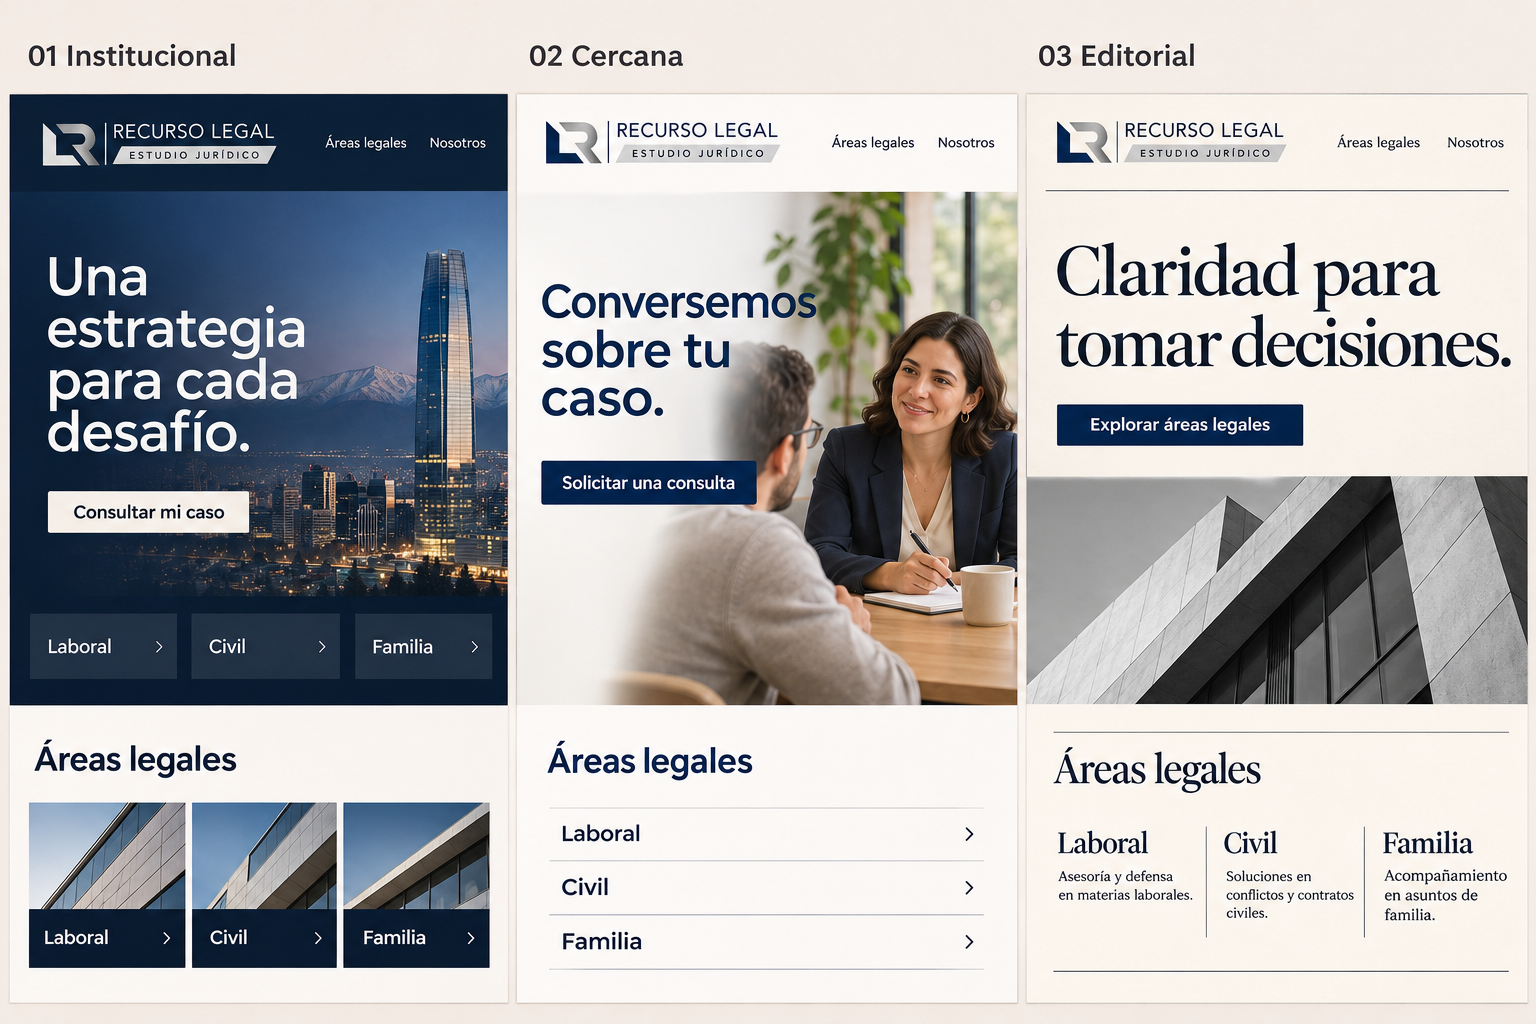 01 Institucional
RECURSO LEGAL
ESTUDIO JURÍDICO
Áreas legales
Nosotros
Una
estrategia
para cada
desafío.
Consultar mi caso
Laboral
Civil
Familia
Áreas legales
Laboral
Civil
Familia
02 Cercana
RECURSO LEGAL
ESTUDIO JURÍDICO
Áreas legales
Nosotros
Conversemos
sobre tu
caso.
Solicitar una consulta
Áreas legales
Laboral
Civil
Familia
03 Editorial
RECURSO LEGAL
ESTUDIO JURÍDICO
Áreas legales
Nosotros
Claridad para
tomar decisiones.
Explorar áreas legales
Áreas legales
Laboral
Asesoría y defensa
en materias laborales.
Civil
Soluciones en
conflictos y contratos
civiles.
Familia
Acompañamiento
en asuntos de
familia.